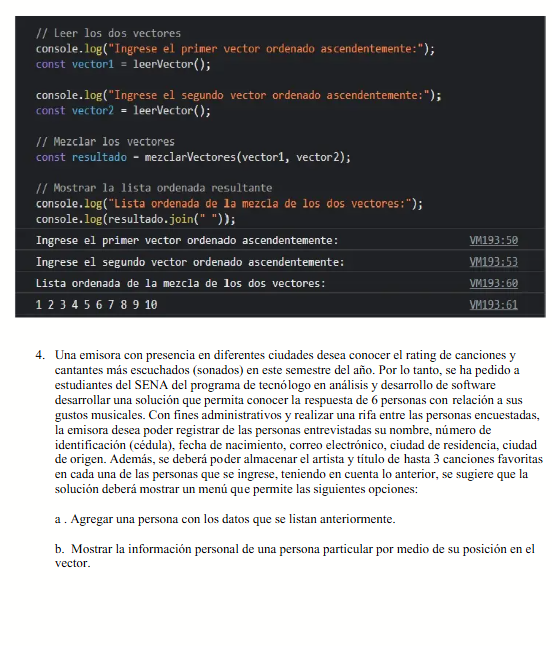 // Leer los dos vectores
console.log("Ingrese el primer vector ordenado ascendentemente:");
const vector1 = leerVector();
console.log("Ingrese el segundo vector ordenado ascendentemente:");
const vector2 = leerVector();
// Mezclar los vectores
const resultado = mezclarVectores(vector1, vector2);
// Mostrar la lista ordenada resultante
console.log("Lista ordenada de la mezcla de los dos vectores:");
console.log(resultado.join(" "));
Ingrese el primer vector ordenado ascendentemente: VM193:50
Ingrese el segundo vector ordenado ascendentemente: VM193:53
Lista ordenada de la mezcla de los dos vectores: VM193:60
1 2 3 4 5 6 7 8 9 10 VM193:61
4. Una emisora con presencia en diferentes ciudades desea conocer el rating de canciones y
cantantes más escuchados (sonados) en este semestre del año. Por lo tanto, se ha pedido a
estudiantes del SENA del programa de tecnólogo en análisis y desarrollo de software
desarrollar una solución que permita conocer la respuesta de 6 personas con relación a sus
gustos musicales. Con fines administrativos y realizar una rifa entre las personas encuestadas,
la emisora desea poder registrar de las personas entrevistadas su nombre, número de
identificación (cédula), fecha de nacimiento, correo electrónico, ciudad de residencia, ciudad
de origen. Además, se deberá poder almacenar el artista y título de hasta 3 canciones favoritas
en cada una de las personas que se ingrese, teniendo en cuenta lo anterior, se sugiere que la
solución deberá mostrar un menú que permite las siguientes opciones:
a . Agregar una persona con los datos que se listan anteriormente.
b. Mostrar la información personal de una persona particular por medio de su posición en el
vector.